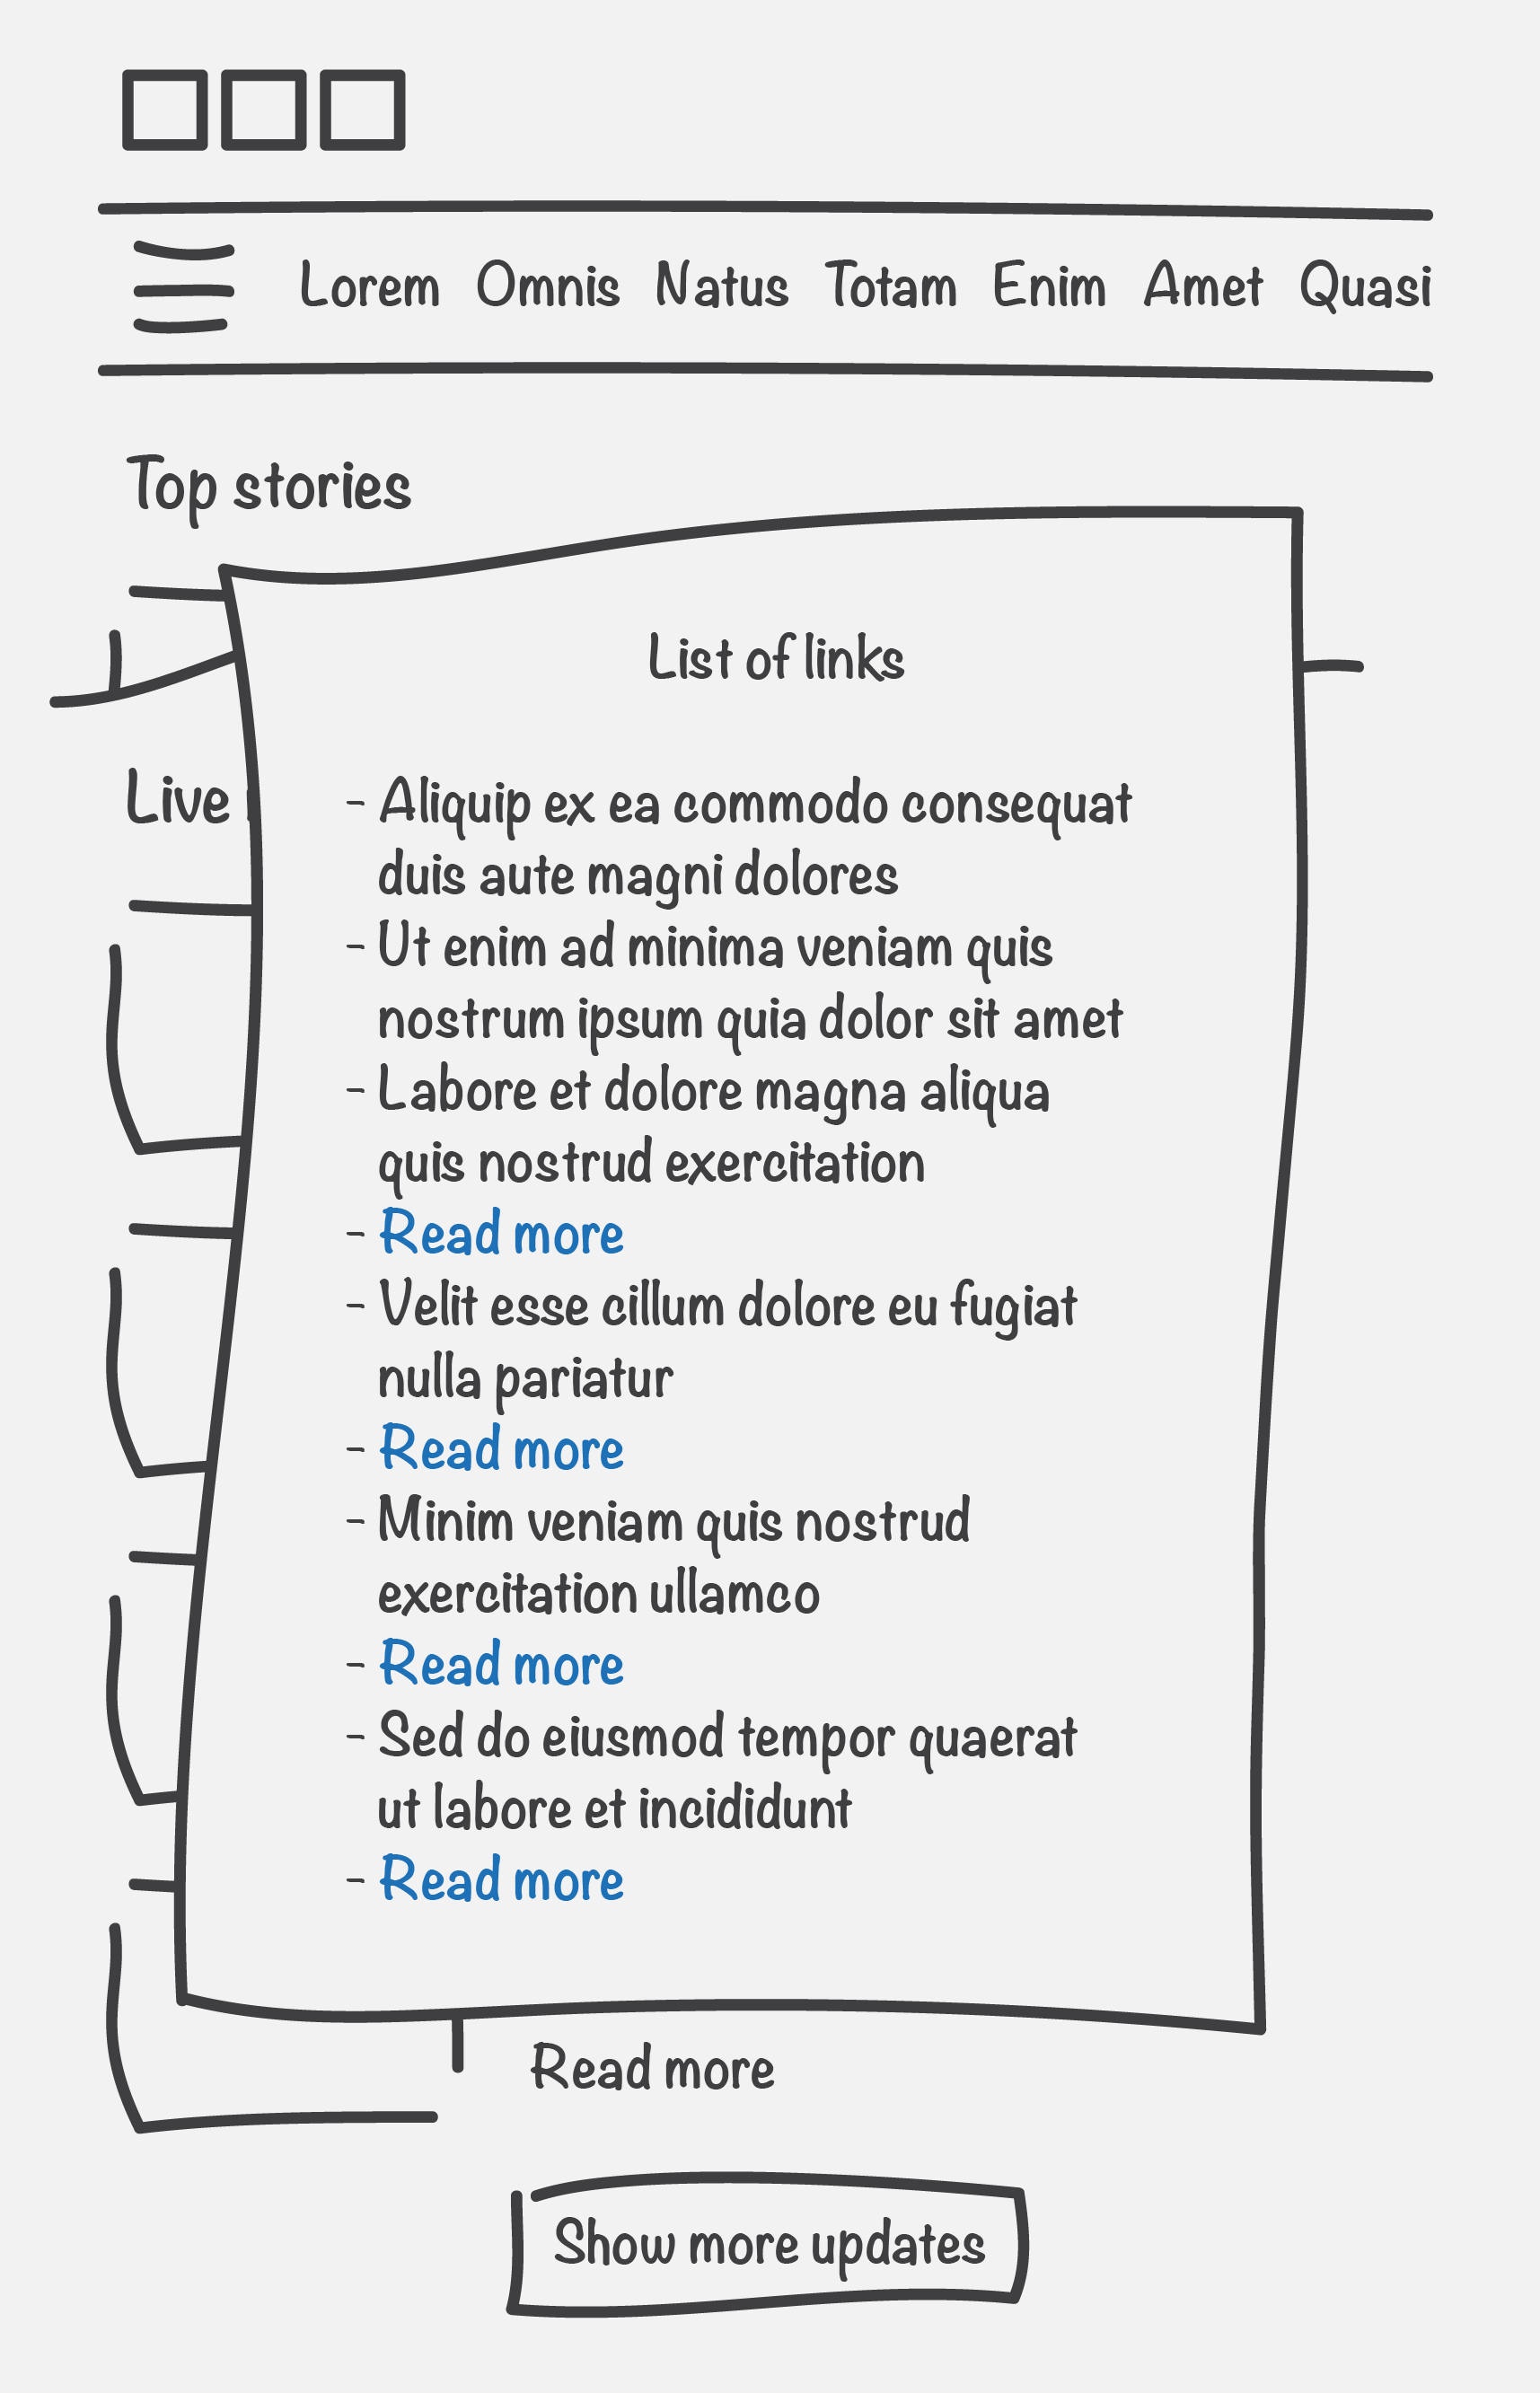 Lorem Omnis Natus Totam Enim Amet Quasi
Top stories
List of links
Live
- Aliquip ex ea commodo consequat
duis aute magni dolores
- Ut enim ad minima veniam quis
nostrum ipsum quia dolor sit amet
- Labore et dolore magna aliqua
quis nostrud exercitation
- Read more
- Velit esse cillum dolore eu fugiat
nulla pariatur
- Read more
- Minim veniam quis nostrud
exercitation ullamco
- Read more
- Sed do eiusmod tempor quaerat
ut labore et incididunt
- Read more
Read more
Show more updates